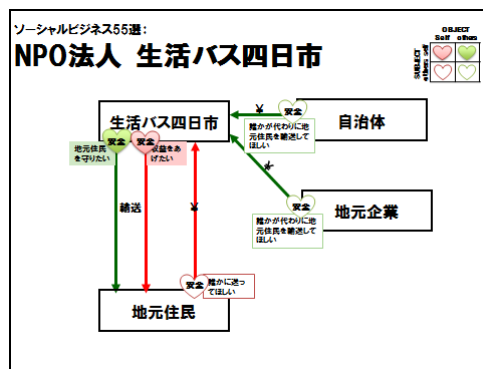 ソーシャルビジネス55選:
NPO法人 生活バス四日市
OBJECT
Self others
SUBJECT
others self
生活バス四日市
自治体
地元企業
地元住民
安全
安全
地元住民
を守りたい
収益をあ
げたい
輸送
¥
¥
¥
安全
誰かが代わりに地
元住民を輸送して
ほしい
安全
誰かが代わりに地
元住民を輸送して
ほしい
安全
誰かに送っ
てほしい